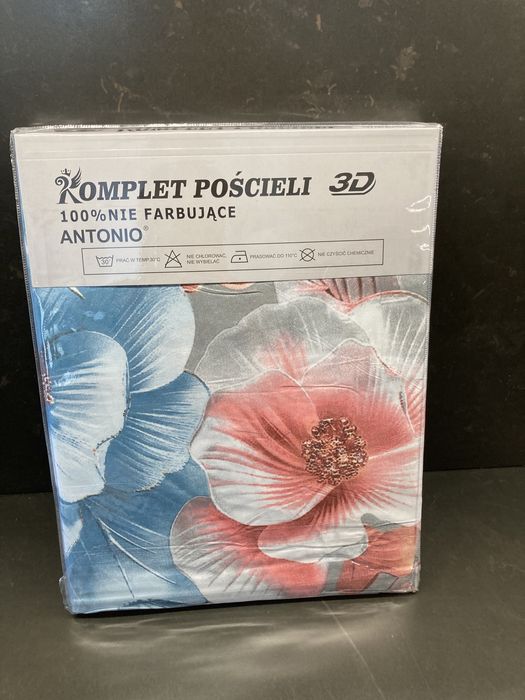 KOMPLET POŚCIELI 3D
100%NIE FARBUJĄCE
ANTONIO®
30° PRAĆ W TEMP.30°C NIE CHLOROWAĆ, NIE WYBIELAĆ PRASOWAĆ DO 110°C NIE CZYŚCIĆ CHEMICZNIE